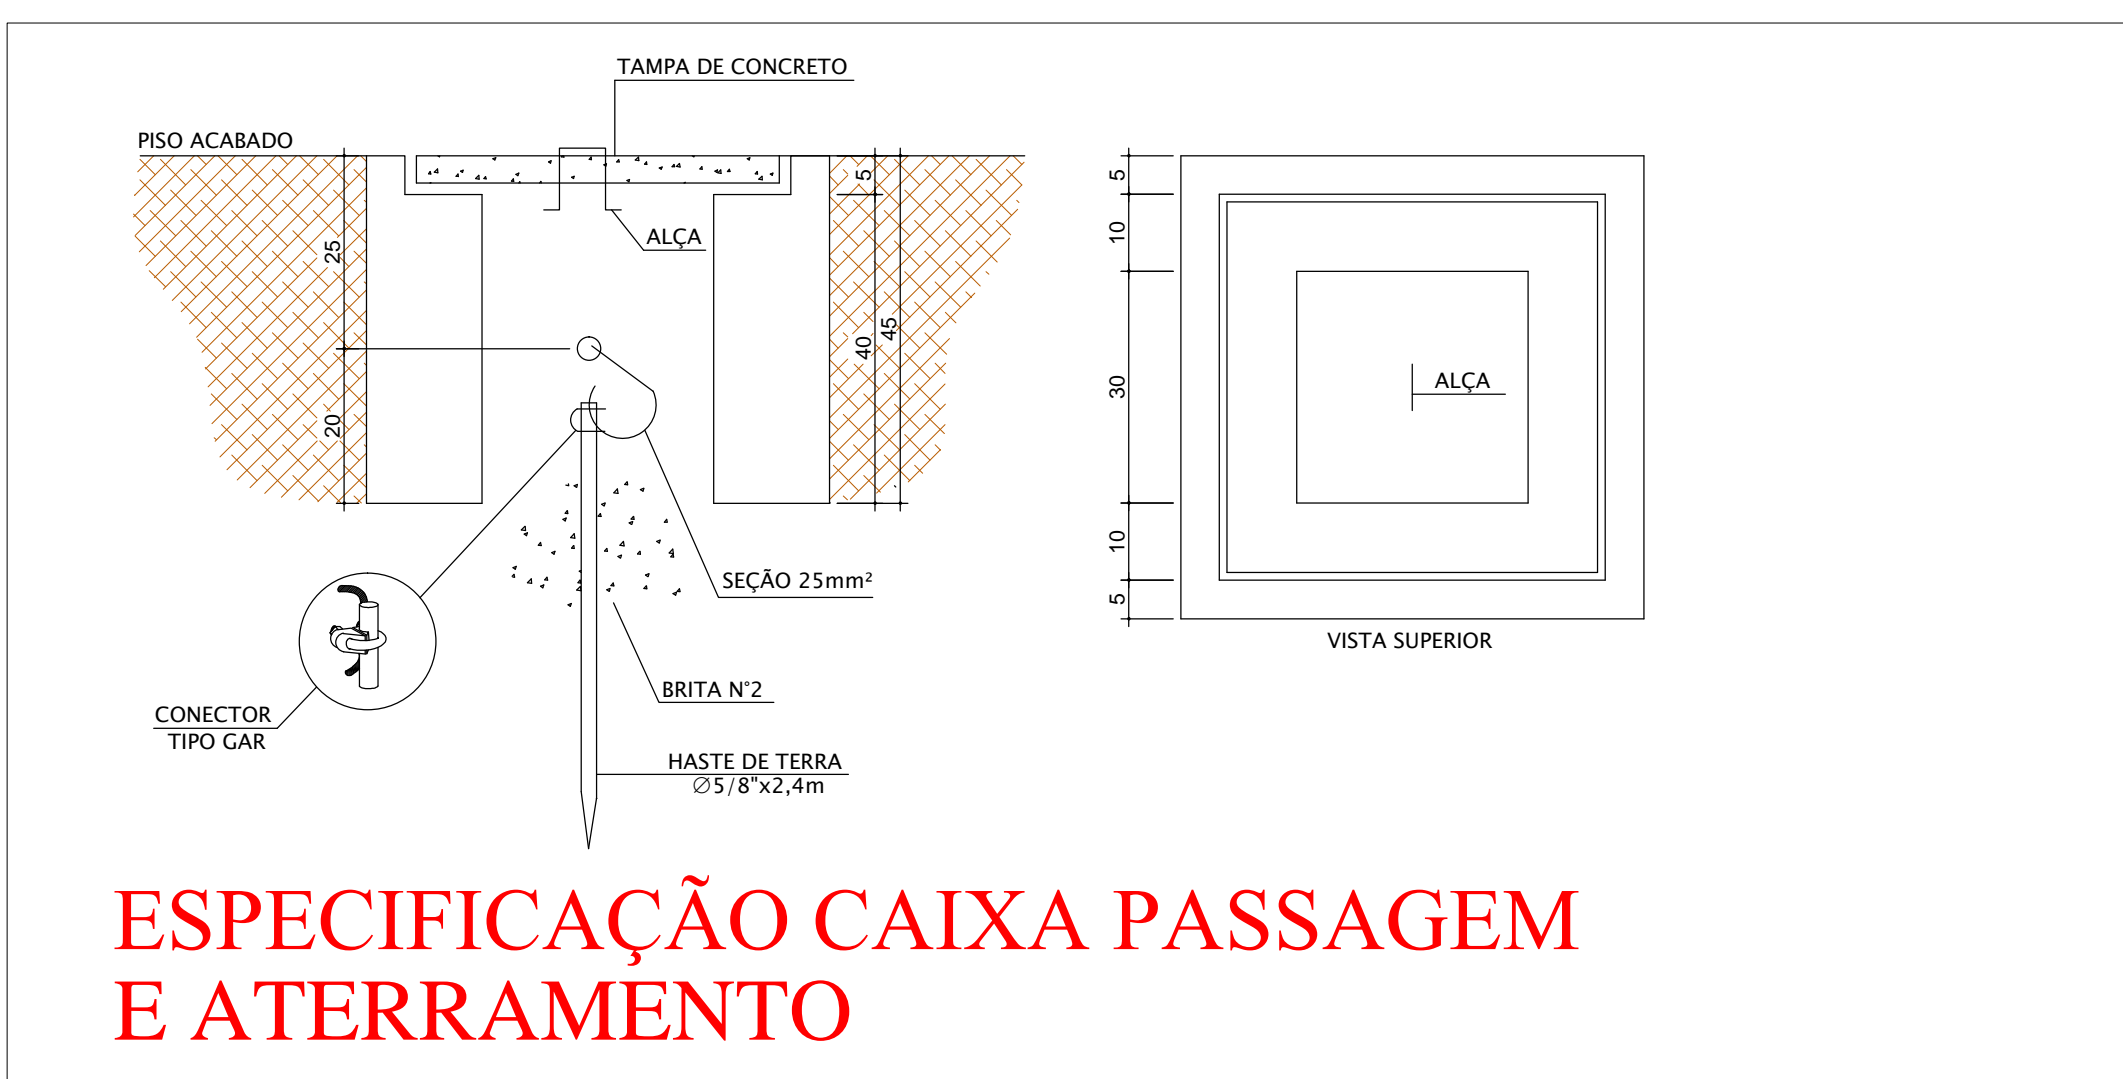 TAMPA DE CONCRETO
PISO ACABADO
5
25
ALÇA
45
40
20
SEÇÃO 25mm²
BRITA N°2
CONECTOR
TIPO GAR
HASTE DE TERRA
∅5/8"x2,4m
5
10
30
ALÇA
10
5
VISTA SUPERIOR
ESPECIFICAÇÃO CAIXA PASSAGEM
E ATERRAMENTO